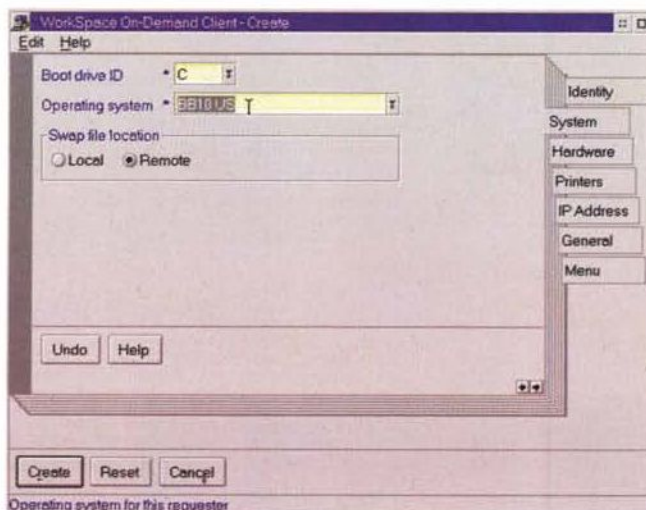 WorkSpace On-Demand Client - Create
Edit Help
Boot drive ID * C
Operating system *
Swap file location
Local Remote
Identity
System
Hardware
Printers
IP Address
General
Menu
Undo Help
Create Reset Cancel
Operating system for this requester